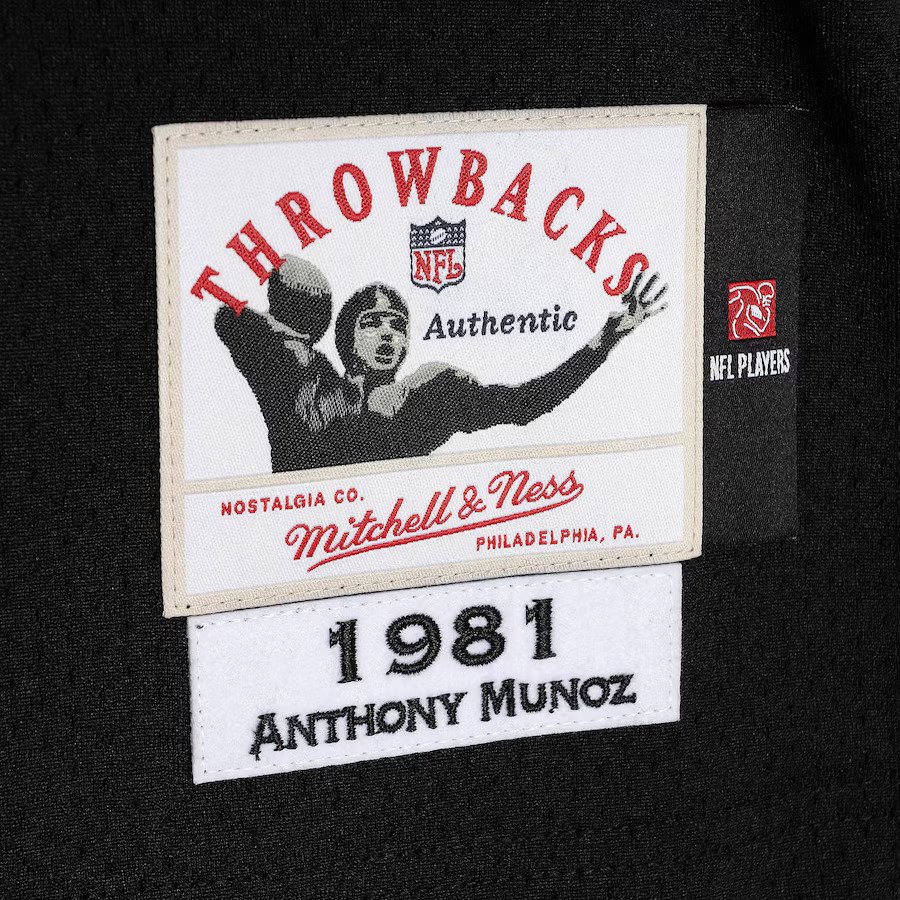 THROWBACKS
NFL
Authentic
NFL PLAYERS
NOSTALGIA CO.
Mitchell & Ness
PHILADELPHIA, PA.
1981
ANTHONY MUNOZ